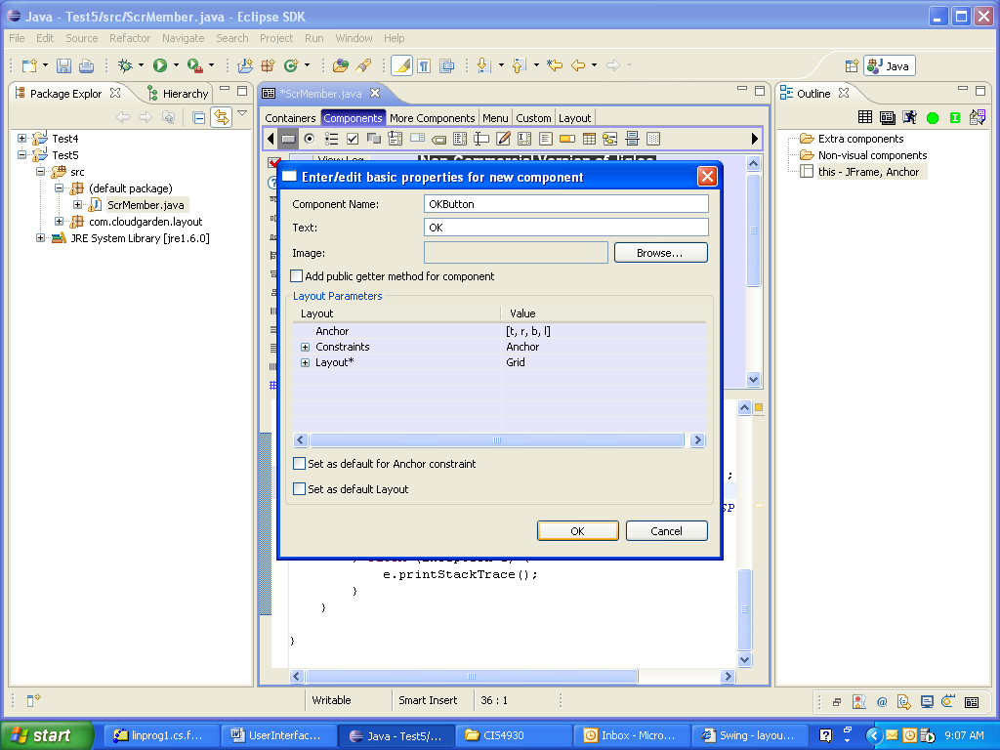 Java - Test5/src/ScrMember.java - Eclipse SDK
File Edit Source Refactor Navigate Search Project Run Window Help
Java
Package Explor
Hierarchy
*ScrMember.java
Outline
Containers Components More Components Menu Custom Layout
Test4
Test5
src
(default package)
ScrMember.java
com.cloudgarden.layout
JRE System Library [jre1.6.0]
Extra components
Non-visual components
this - JFrame, Anchor
View Log
Enter/edit basic properties for new component
Component Name: OKButton
Text: OK
Image: Browse...
Add public getter method for component
Layout Parameters
Layout Value
Anchor [t, r, b, l]
Constraints Anchor
Layout* Grid
Set as default for Anchor constraint
Set as default Layout
OK Cancel
;
SP
e.printStackTrace();
}
}
}
Writable Smart Insert 36 : 1
start linprog1.cs.f... UserInterfac... Java - Test5/... CIS4930 Inbox - Micro... Swing - layou... 9:07 AM